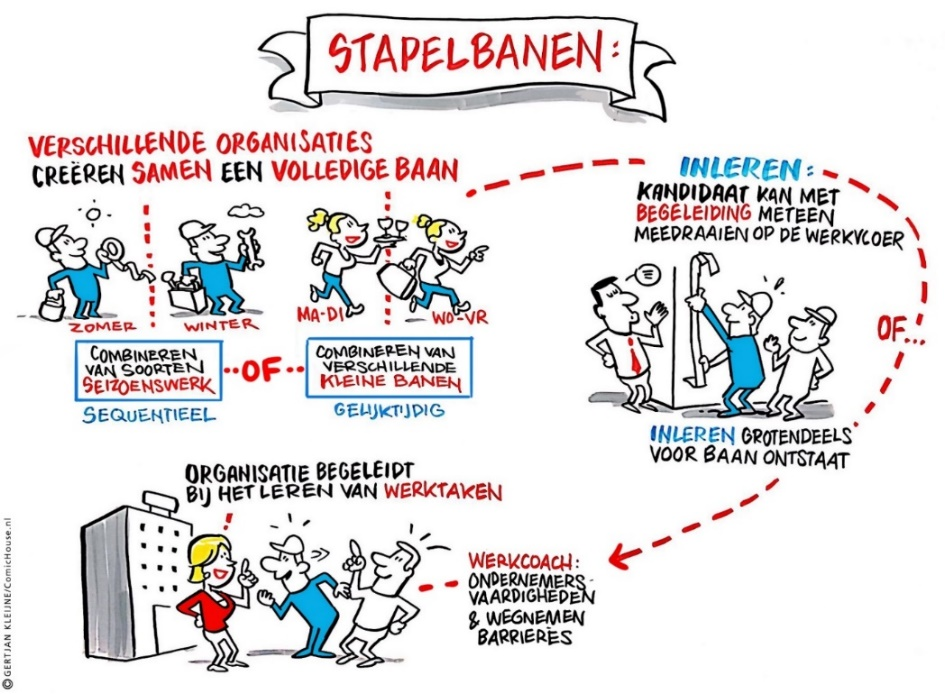 STAPELBANEN:
VERSCHILLENDE ORGANISATIES
CREËREN SAMEN EEN VOLLEDIGE BAAN
ZOMER
WINTER
MA-DI
WO-VR
COMBINEREN
VAN SOORTEN
SEIZOENSWERK
OF
COMBINEREN VAN
VERSCHILLENDE
KLEINE BANEN
SEQUENTIEEL
GELIJKTIJDIG
INLEREN:
KANDIDAAT KAN MET
BEGELEIDING METEEN
MEEDRAAIEN OP DE WERKVLOER
OF...
INLEREN GROTENDEELS
VOOR BAAN ONTSTAAT
ORGANISATIE BEGELEIDT
BIJ HET LEREN VAN WERKTAKEN
WERKCOACH:
ONDERNEMERS-
VAARDIGHEDEN
& WEGNEMEN
BARRIERÈS
© GERTJAN KLEIJNE/ComicHouse.nl